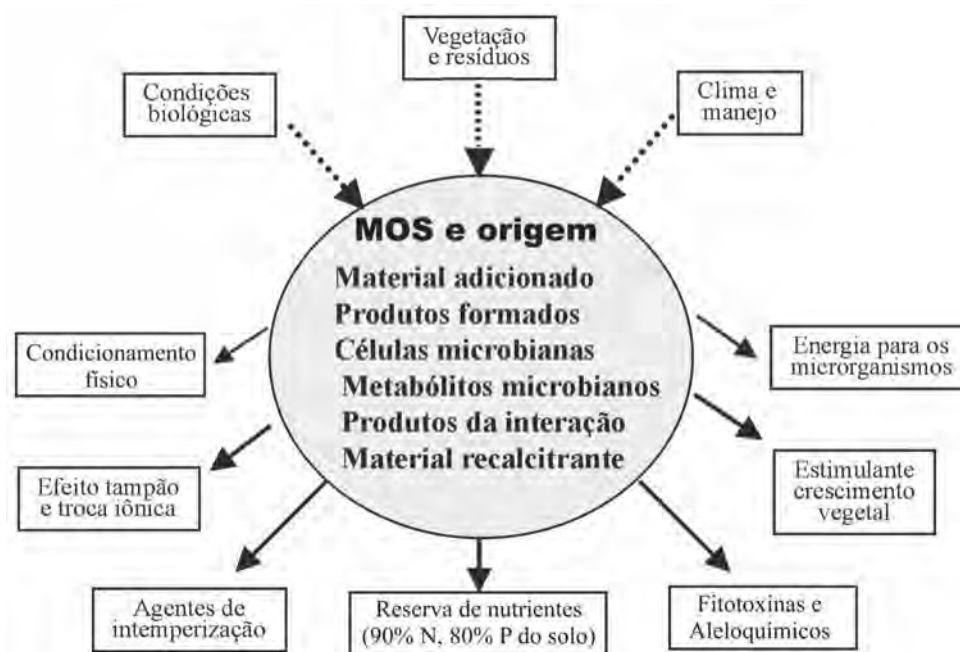 Vegetação
e resíduos
Condições
biológicas
Clima e
manejo
MOS e origem
Material adicionado
Produtos formados
Células microbianas
Metabólitos microbianos
Produtos da interação
Material recalcitrante
Condicionamento
físico
Energia para os
microrganismos
Efeito tampão
e troca iônica
Estimulante
crescimento
vegetal
Agentes de
intemperização
Reserva de nutrientes
(90% N, 80% P do solo)
Fitotoxinas e
Aleloquímicos